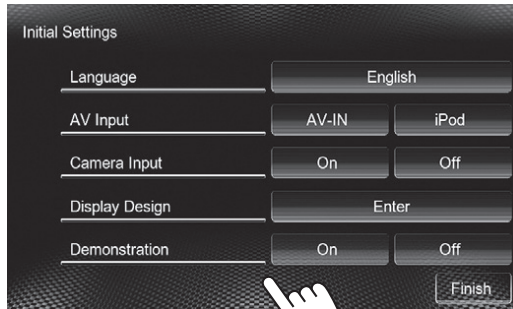 Initial Settings
Language English
AV Input AV-IN iPod
Camera Input On Off
Display Design Enter
Demonstration On Off
Finish